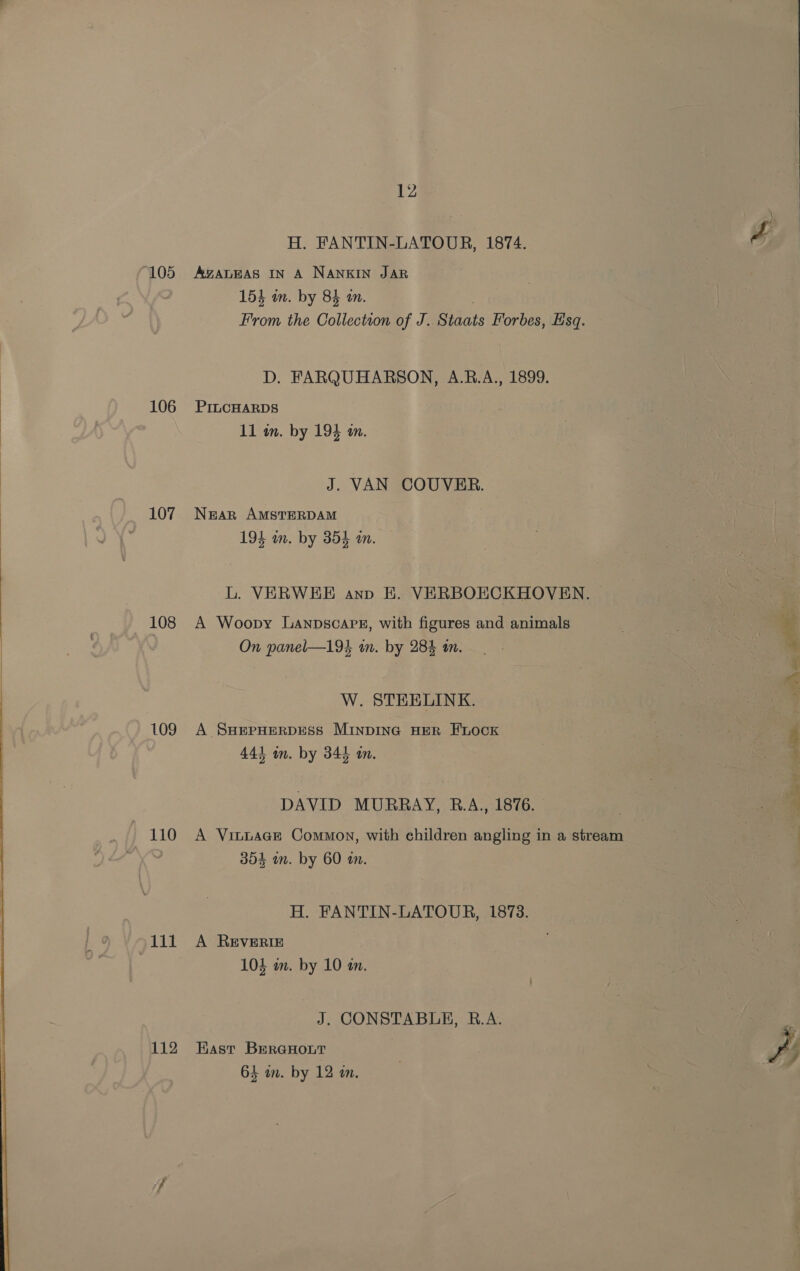 12
H. FANTIN-LATOUR, 1874.
105 AZALEAS IN A NANKIN JAR
15½ in. by 8½ in.
From the Collection of J. Staats Forbes, Esq.
D. FARQUHARSON, A.R.A., 1899.
106 PILCHARDS
11 in. by 19½ in.
J. VAN COUVER.
107 NEAR AMSTERDAM
19½ in. by 35½ in.
L. VERWEE AND E. VERBOECKHOVEN.
108 A WOODY LANDSCAPE, with figures and animals
On panel—19½ in. by 28½ in.
W. STEELINK.
109 A SHEPHERDESS MINDING HER FLOCK
44½ in. by 34½ in.
DAVID MURRAY, R.A., 1876.
110 A VILLAGE COMMON, with children angling in a stream
35½ in. by 60 in.
H. FANTIN-LATOUR, 1873.
111 A REVERIE
10½ in. by 10 in.
J. CONSTABLE, R.A.
112 EAST BERGHOLT
6½ in. by 12 in.